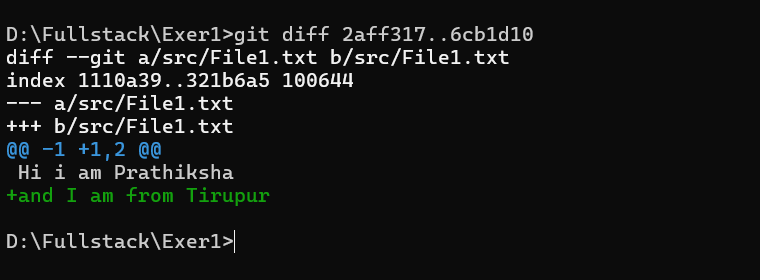 D:\Fullstack\Exer1>git diff 2aff317..6cb1d10
diff --git a/src/File1.txt b/src/File1.txt
index 1110a39..321b6a5 100644
--- a/src/File1.txt
+++ b/src/File1.txt
@@ -1 +1,2 @@
 Hi i am Prathiksha
+and I am from Tirupur
D:\Fullstack\Exer1>